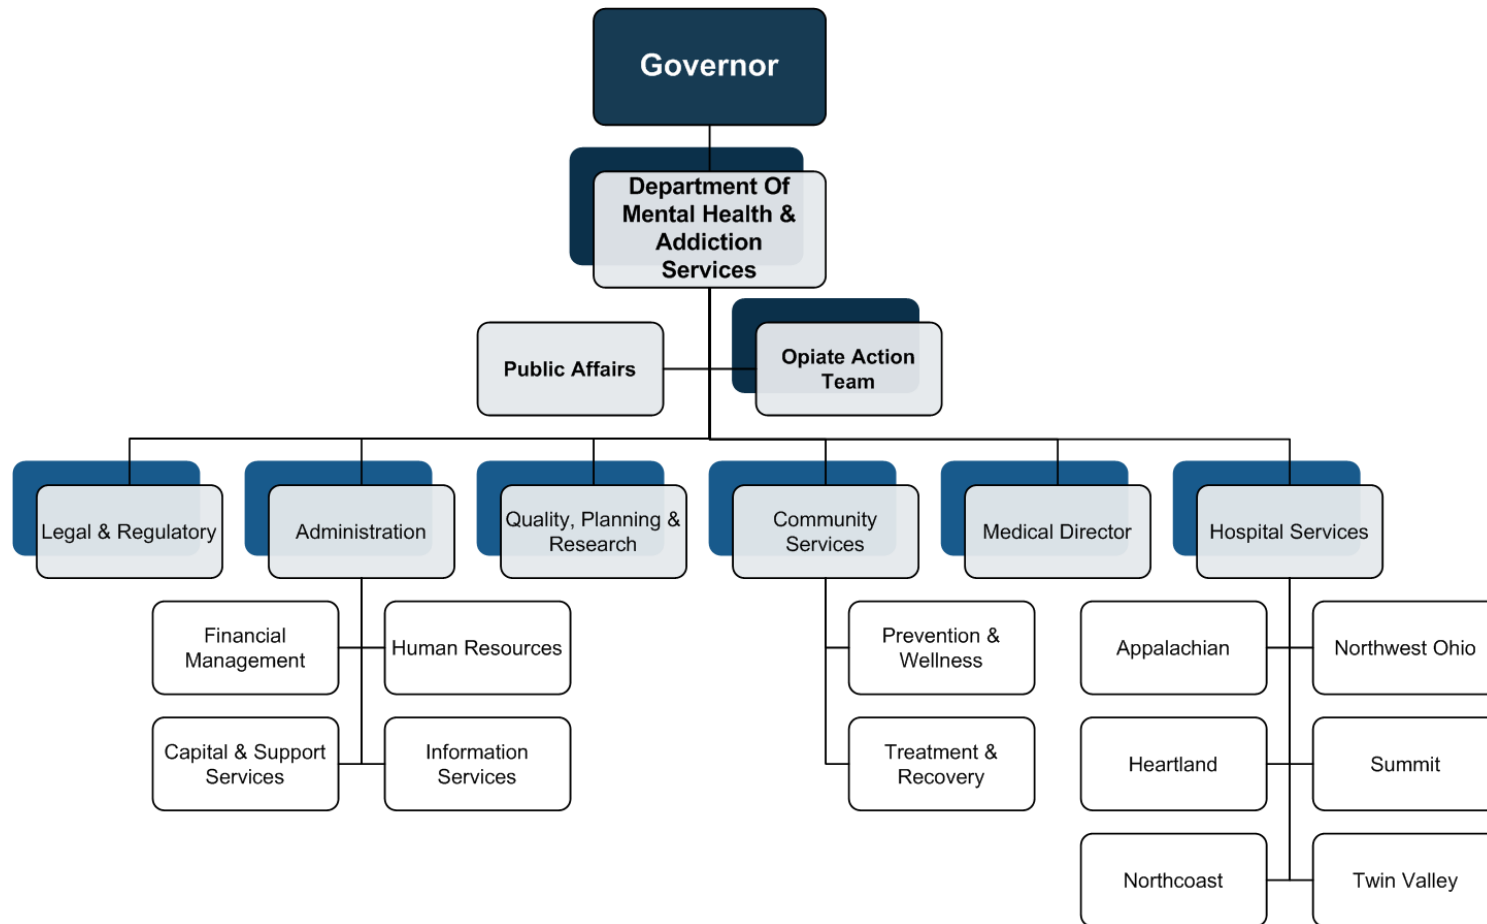 Governor
Department Of
Mental Health &
Addiction
Services
Public Affairs
Opiate Action
Team
Legal & Regulatory
Administration
Quality, Planning &
Research
Community
Services
Medical Director
Hospital Services
Financial
Management
Human Resources
Capital & Support
Services
Information
Services
Prevention &
Wellness
Treatment &
Recovery
Appalachian
Northwest Ohio
Heartland
Summit
Northcoast
Twin Valley